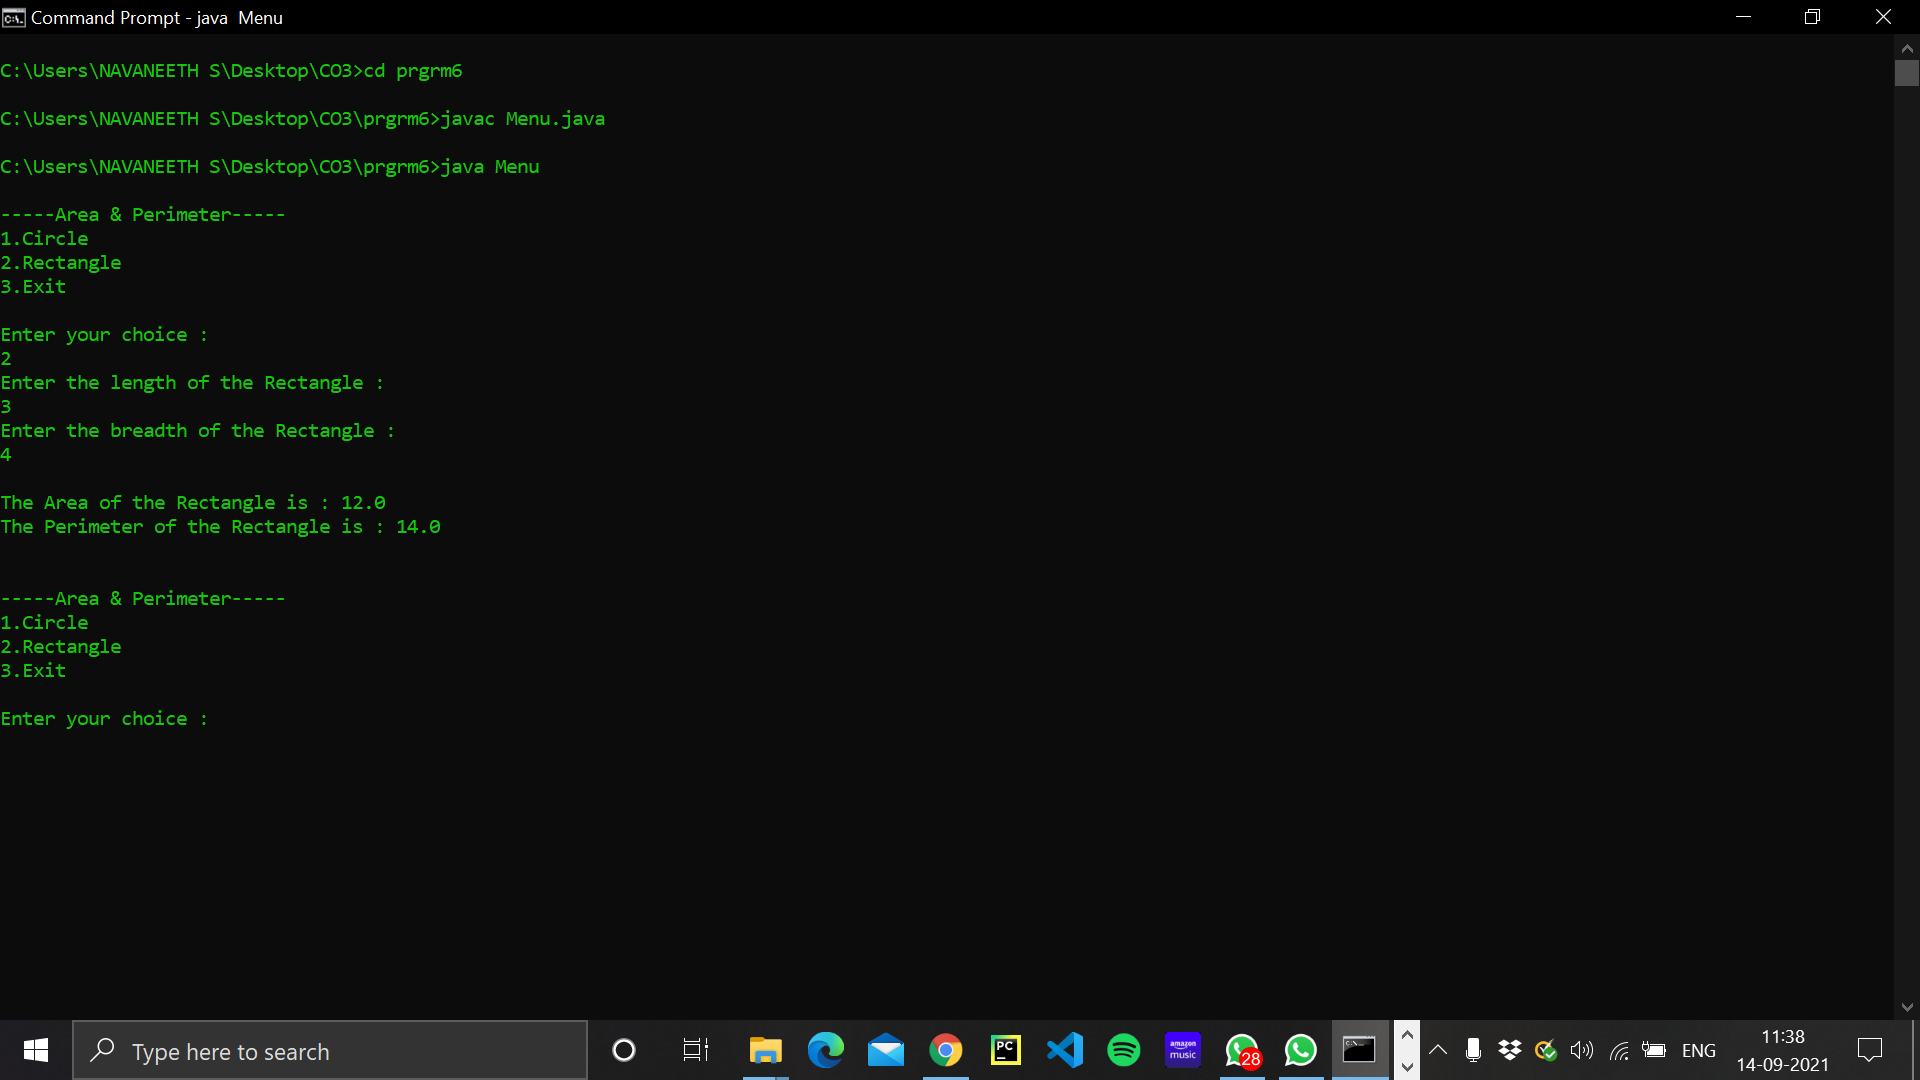 Command Prompt - java  Menu
C:\Users\NAVANEETH S\Desktop\CO3>cd prgrm6
C:\Users\NAVANEETH S\Desktop\CO3\prgrm6>javac Menu.java
C:\Users\NAVANEETH S\Desktop\CO3\prgrm6>java Menu
-----Area & Perimeter-----
1.Circle
2.Rectangle
3.Exit
Enter your choice :
2
Enter the length of the Rectangle :
3
Enter the breadth of the Rectangle :
4
The Area of the Rectangle is : 12.0
The Perimeter of the Rectangle is : 14.0
-----Area & Perimeter-----
1.Circle
2.Rectangle
3.Exit
Enter your choice :
Type here to search
PC
amazon
music
28
ENG
11:38
14-09-2021